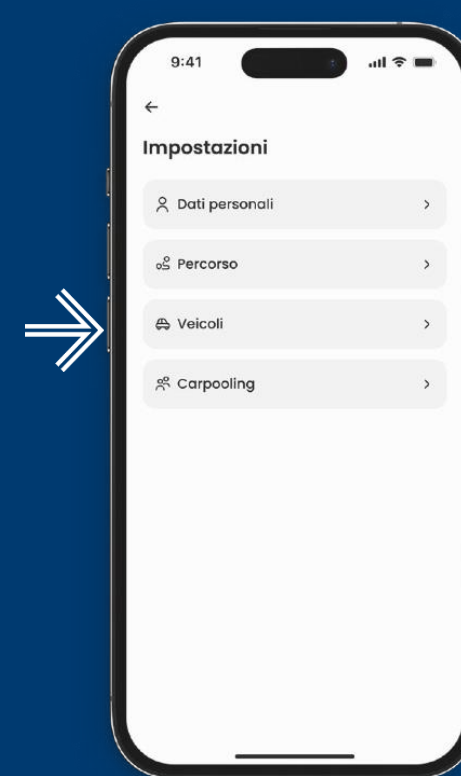 9:41
Impostazioni
Dati personali
Percorso
Veicoli
Carpooling